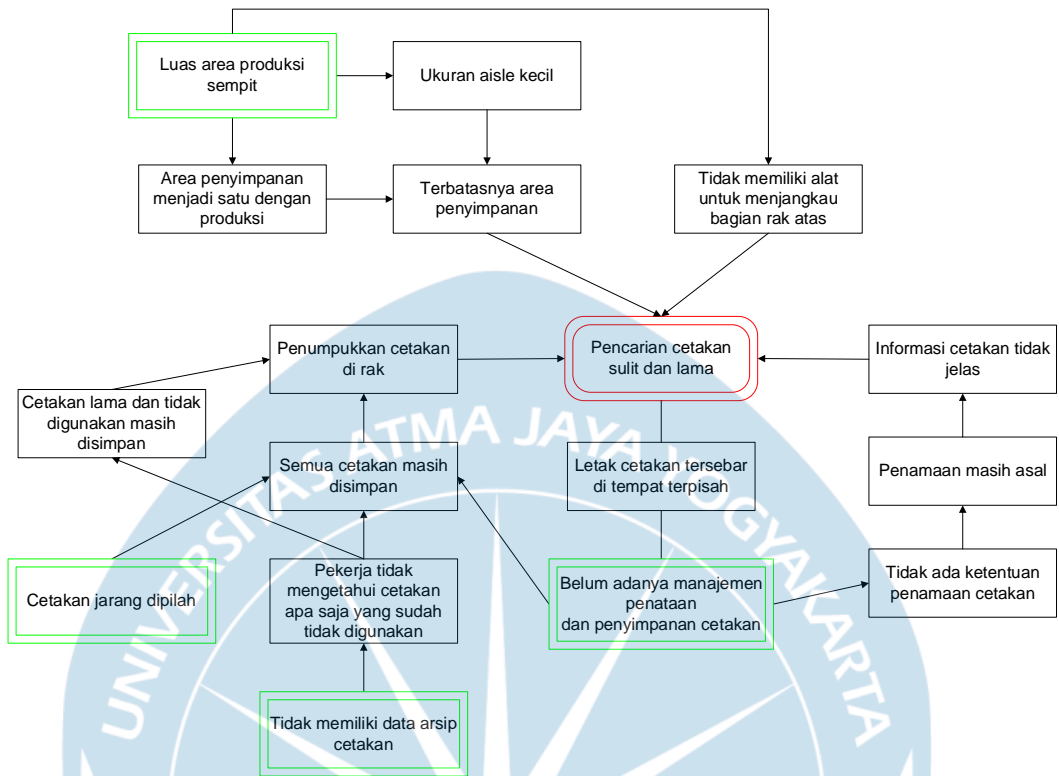 Luas area produksi
sempit
Ukuran aisle kecil
Area penyimpanan
menjadi satu dengan
produksi
Terbatasnya area
penyimpanan
Tidak memiliki alat
untuk menjangkau
bagian rak atas
Penumpukkan cetakan
di rak
Pencarian cetakan
sulit dan lama
Informasi cetakan tidak
jelas
Cetakan lama dan tidak
digunakan masih
disimpan
Semua cetakan masih
disimpan
Letak cetakan tersebar
di tempat terpisah
Penamaan masih asal
Cetakan jarang dipilah
Pekerja tidak
mengetahui cetakan
apa saja yang sudah
tidak digunakan
Belum adanya manajemen
penataan
dan penyimpanan cetakan
Tidak ada ketentuan
penamaan cetakan
Tidak memiliki data arsip
cetakan
UNIVERSITAS ATMA JAYA YOGYAKARTA